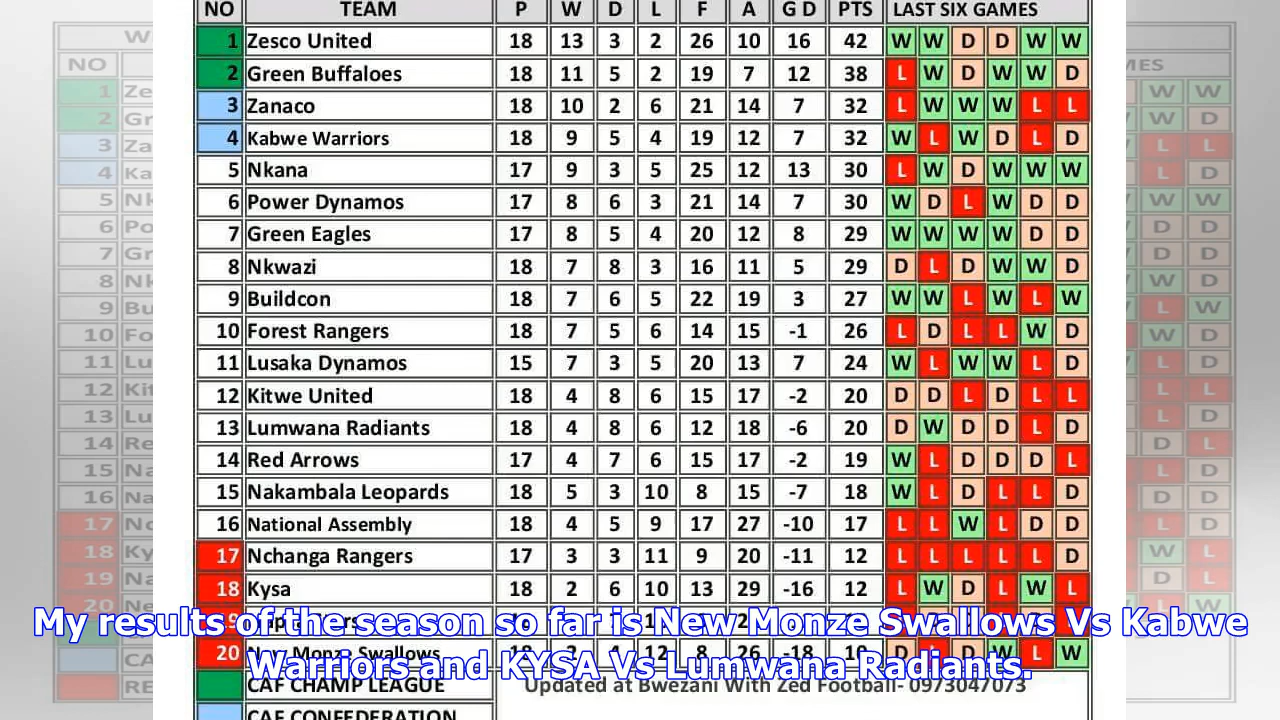 NO TEAM P W D L F A G D PTS LAST SIX GAMES
1 Zesco United 18 13 3 2 26 10 16 42 W W D D W W
2 Green Buffaloes 18 11 5 2 19 7 12 38 L W D W W D
3 Zanaco 18 10 2 6 21 14 7 32 L W W W L L
4 Kabwe Warriors 18 9 5 4 19 12 7 32 W L W D L D
5 Nkana 17 9 3 5 25 12 13 30 L W D W W W
6 Power Dynamos 17 8 6 3 21 14 7 30 W D L W D D
7 Green Eagles 17 8 5 4 20 12 8 29 W W W W D D
8 Nkwazi 18 7 8 3 16 11 5 29 D L D W W D
9 Buildcon 18 7 6 5 22 19 3 27 W W L W L W
10 Forest Rangers 18 7 5 6 14 15 -1 26 L D L L W D
11 Lusaka Dynamos 15 7 3 5 20 13 7 24 W L W W L D
12 Kitwe United 18 4 8 6 15 17 -2 20 D D L D L L
13 Lumwana Radiants 18 4 8 6 12 18 -6 20 D W D D L D
14 Red Arrows 17 4 7 6 15 17 -2 19 W L D D D L
15 Nakambala Leopards 18 5 3 10 8 15 -7 18 W L D L L D
16 National Assembly 18 4 5 9 17 27 -10 17 L L W L D D
17 Nchanga Rangers 17 3 3 11 9 20 -11 12 L L L L L D
18 Kysa 18 2 6 10 13 29 -16 12 L W D L W L
My results of the season so far is New Monze Swallows Vs Kabwe
20 New Monze Swallows 18 2 4 12 8 26 -18 10 D L D W L W
Warriors and KYSA Vs Lumwana Radiants.
CAF CHAMP LEAGUE Updated at Bwezani With Zed Football- 0973047073
CAF CONFEDERATION